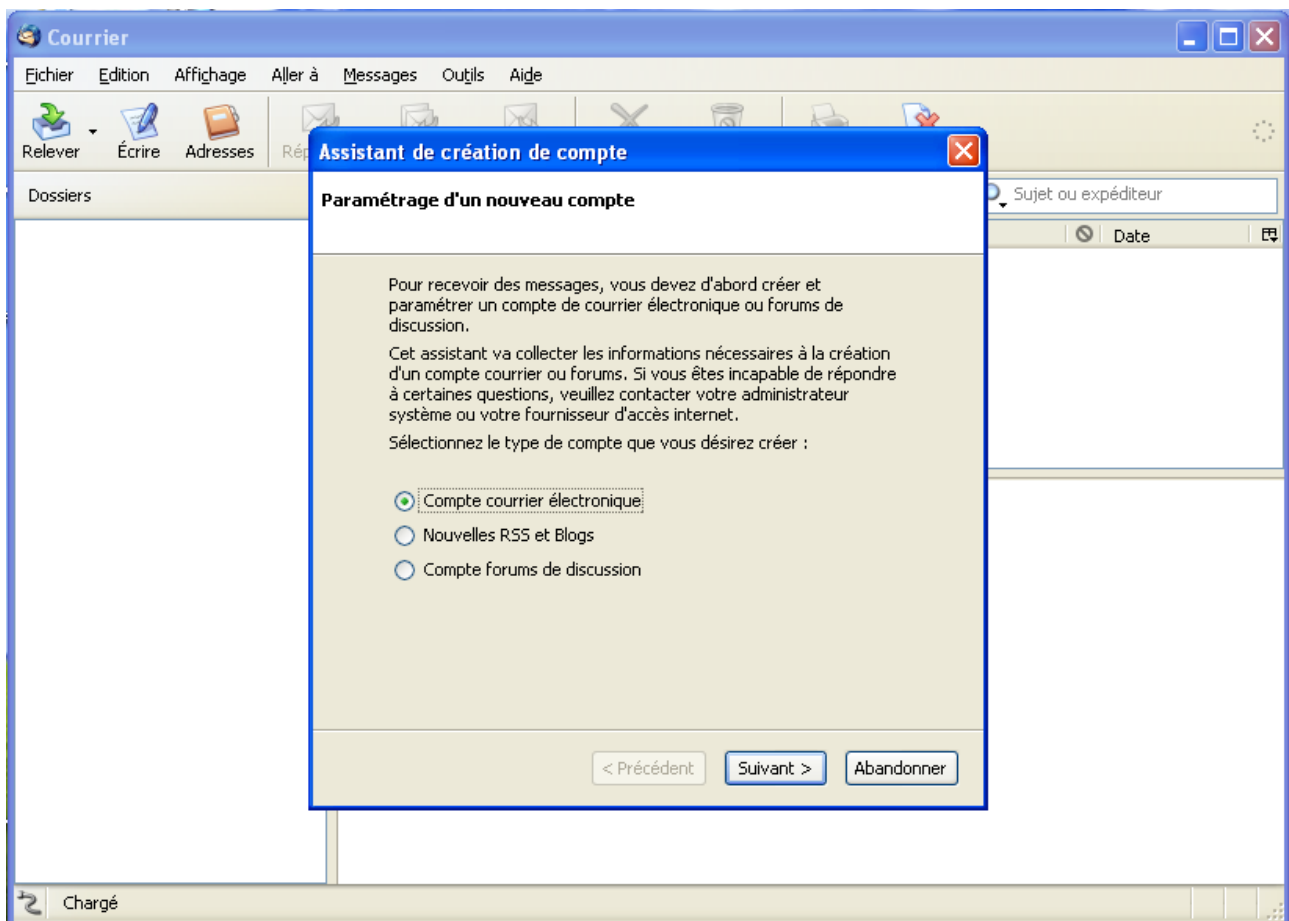 Courrier
Fichier Edition Affichage Aller à Messages Outils Aide
Relever Écrire Adresses
Assistant de création de compte
Dossiers
Sujet ou expéditeur
Paramétrage d'un nouveau compte
Date
Pour recevoir des messages, vous devez d'abord créer et
paramétrer un compte de courrier électronique ou forums de
discussion.
Cet assistant va collecter les informations nécessaires à la création
d'un compte courrier ou forums. Si vous êtes incapable de répondre
à certaines questions, veuillez contacter votre administrateur
système ou votre fournisseur d'accès internet.
Sélectionnez le type de compte que vous désirez créer :
Compte courrier électronique
Nouvelles RSS et Blogs
Compte forums de discussion
< Précédent Suivant > Abandonner
Chargé